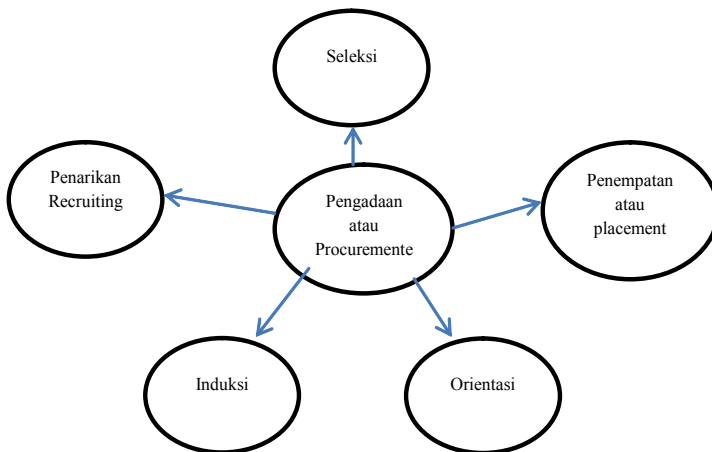 Seleksi
Penarikan
Recruiting
Pengadaan
atau
Procuremente
Penempatan
atau
placement
Induksi
Orientasi